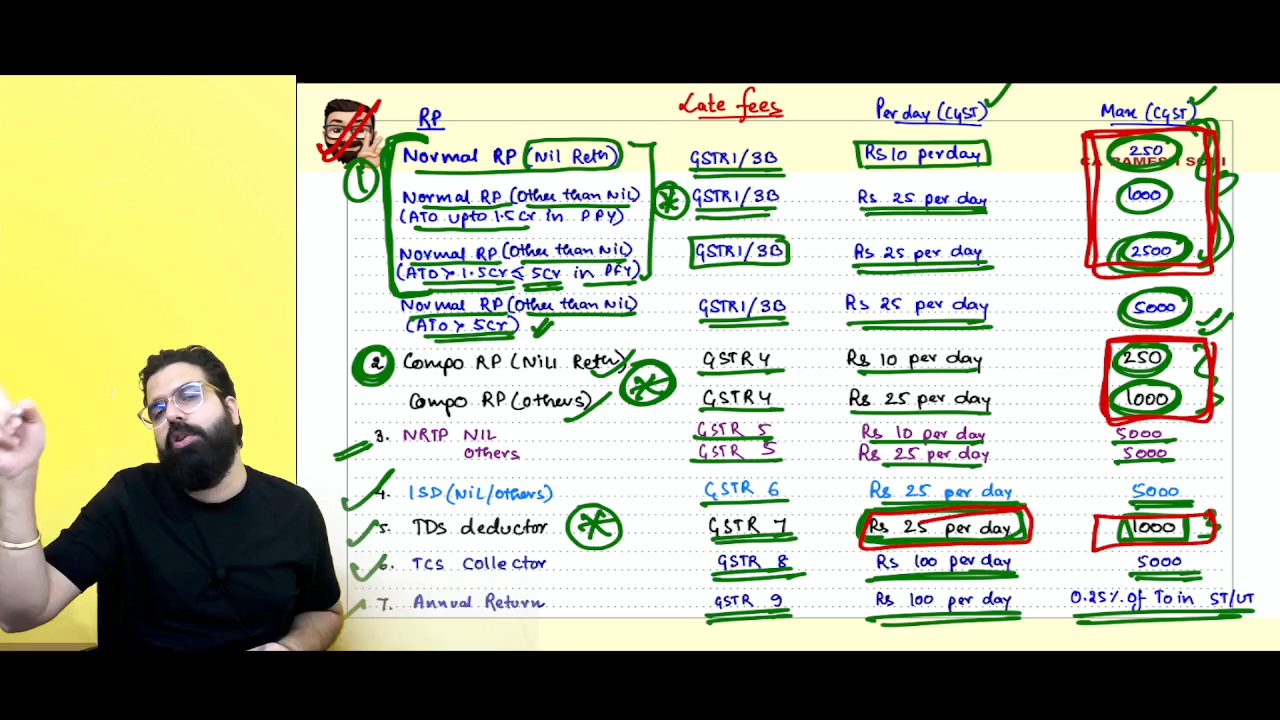 RP Late fees Per day (CGST) Max (CGST)
1 Normal RP (Nil Reth) GSTR1/3B Rs 10 per day 250
Normal RP (Other than Nil) GSTR1/3B Rs 25 per day 1000
(ATO upto 1.5Cr in PFY)
Normal RP (Other than Nil) GSTR1/3B Rs 25 per day 2500
(ATO > 1.5Cr ≤ 5Cr in PFY)
Normal RP (Other than Nil) GSTR1/3B Rs 25 per day 5000
(ATO > 5Cr)
2 Compo RP (Nill Reth) GSTR 4 Rs 10 per day 250
Compo RP (others) GSTR 4 Rs 25 per day 1000
3. NRTP NIL GSTR 5 Rs 10 per day 5000
Others GSTR 5 Rs 25 per day 5000
4. ISD (NIL/others) GSTR 6 Rs 25 per day 5000
5. TDS deductor GSTR 7 Rs 25 per day 1000
6. TCS Collector GSTR 8 Rs 100 per day 5000
7. Annual Return GSTR 9 Rs 100 per day 0.25% of To in ST/UT